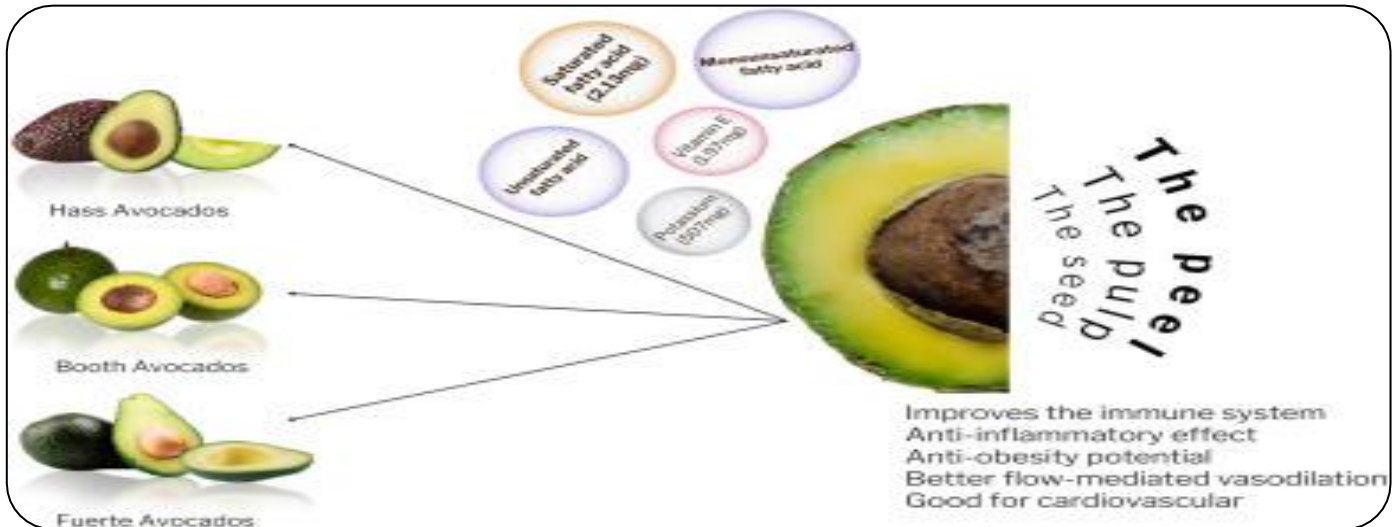 Saturated
fatty acid
(2.13mg)
Monounsaturated
fatty acid
Vitamin E
Unsaturated
fatty acid
Potassium
(507mg)
Hass Avocados
Booth Avocados
Fuerte Avocados
The peel
The pulp
The seed
Improves the immune system
Anti-inflammatory effect
Anti-obesity potential
Better flow-mediated vasodilation
Good for cardiovascular